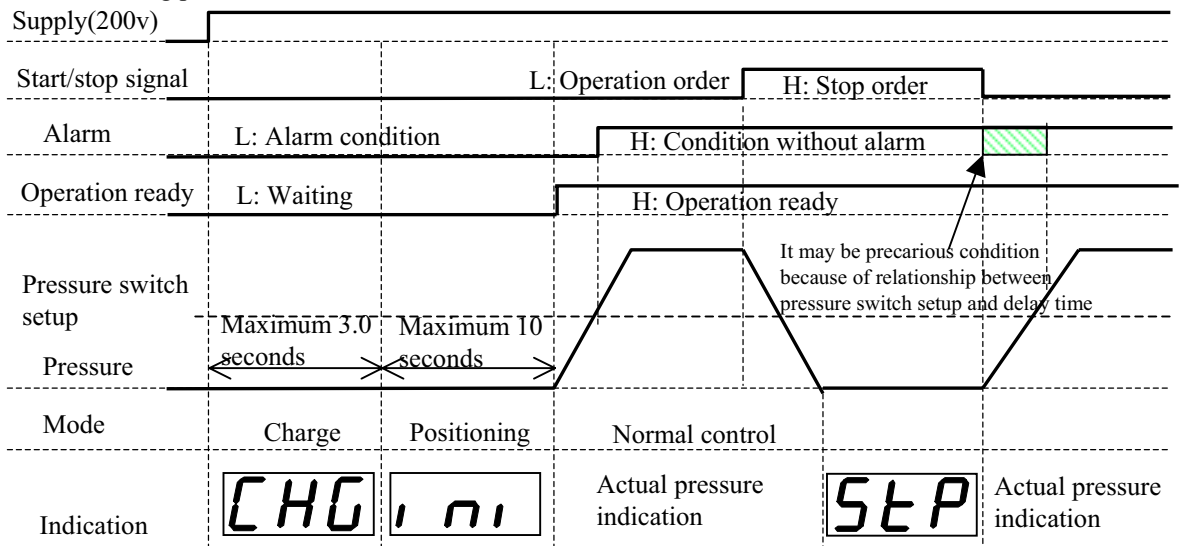 Supply(200v)
Start/stop signal
L: Operation order
H: Stop order
Alarm
L: Alarm condition
H: Condition without alarm
Operation ready
L: Waiting
H: Operation ready
It may be precarious condition
because of relationship between
pressure switch setup and delay time
Pressure switch
setup
Maximum 3.0
seconds
Maximum 10
seconds
Pressure
Mode
Charge
Positioning
Normal control
Indication
CHG
ini
Actual pressure
indication
StP
Actual pressure
indication